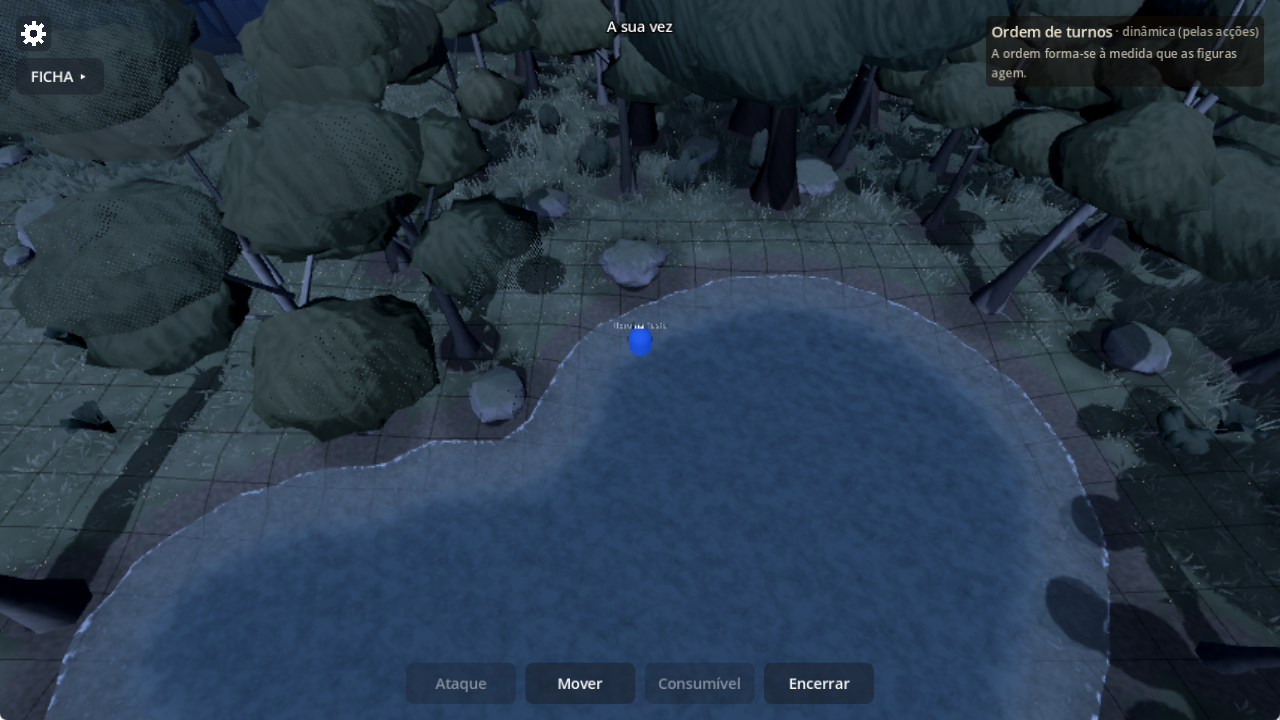 A sua vez
Ordem de turnos · dinâmica (pelas acções)
A ordem forma-se à medida que as figuras
agem.
FICHA ▸
Ataque
Mover
Consumível
Encerrar